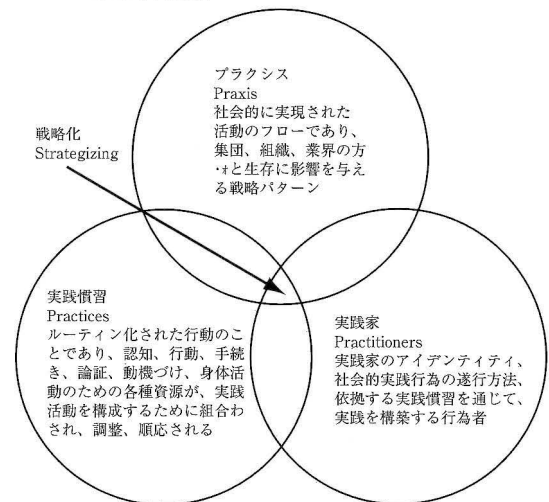 プラクシス
Praxis
社会的に実現された
活動のフローであり、
集団、組織、業界の方
と生存に影響を与え
る戦略パターン
戦略化
Strategizing
実践慣習
Practices
ルーティン化された行動のこ
とであり、認知、行動、手続
き、論証、動機づけ、身体活
動のための各種資源が、実践
活動を構成するために組合わ
され、調整、順応される
実践家
Practitioners
実践家のアイデンティティ、
社会的実践行為の遂行方法、
依拠する実践慣習を通じて、
実践を構築する行為者